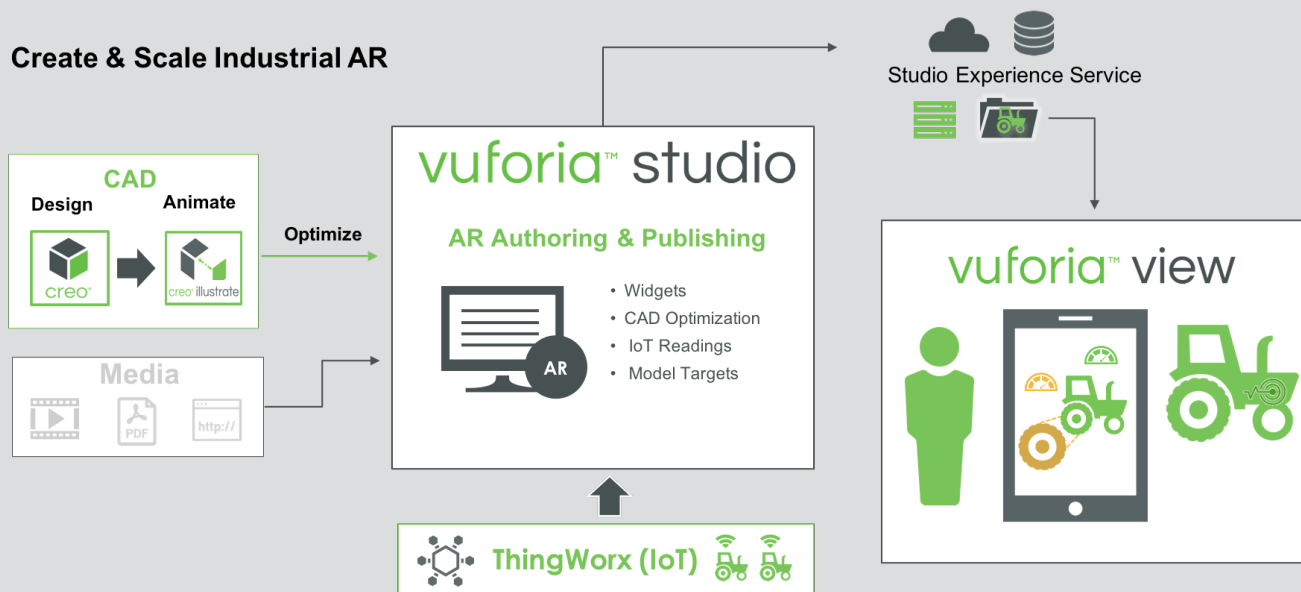 Create & Scale Industrial AR
Studio Experience Service
CAD
Design
Animate
creo®
creo® illustrate
Optimize
Media
PDF
http://
vuforia™ studio
AR Authoring & Publishing
AR
• Widgets
• CAD Optimization
• IoT Readings
• Model Targets
ThingWorx (IoT)
vuforia™ view